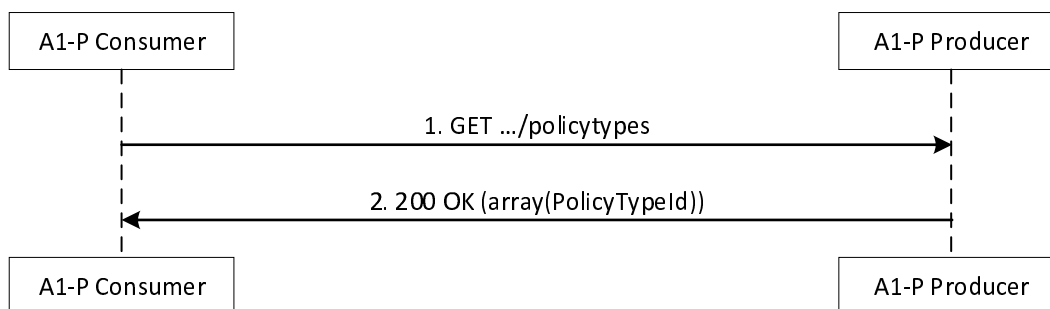 A1-P Consumer
A1-P Producer
1. GET .../policytypes
2. 200 OK (array(PolicyTypeId))
A1-P Consumer
A1-P Producer